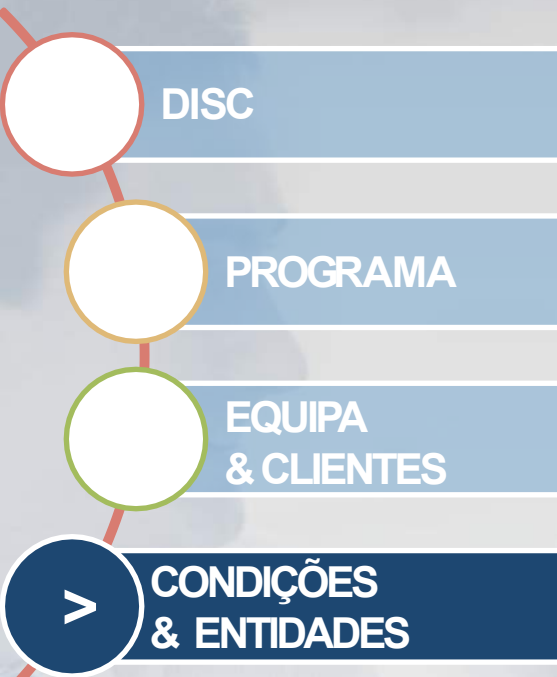 DISC
PROGRAMA
EQUIPA
& CLIENTES
>
CONDIÇÕES
& ENTIDADES